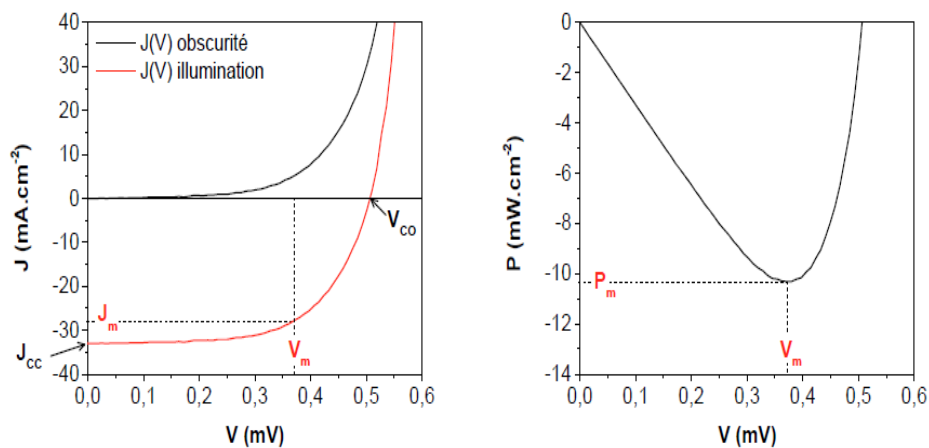 J(V) obscurité
J(V) illumination
J (mA.cm⁻²)
40
30
20
10
0
-10
-20
-30
-40
V_co
J_m
J_cc
V_m
0,0 0,1 0,2 0,3 0,4 0,5 0,6
V (mV)
P (mW.cm⁻²)
0
-2
-4
-6
-8
-10
-12
-14
P_m
V_m
0,0 0,1 0,2 0,3 0,4 0,5 0,6
V (mV)